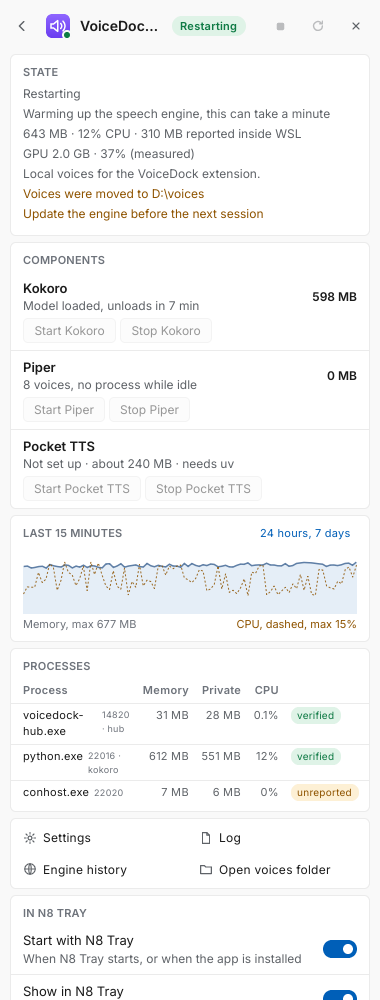 VoiceDoc... Restarting
STATE
Restarting
Warming up the speech engine, this can take a minute
643 MB · 12% CPU · 310 MB reported inside WSL
GPU 2.0 GB · 37% (measured)
Local voices for the VoiceDock extension.
Voices were moved to D:\voices
Update the engine before the next session
COMPONENTS
Kokoro
Model loaded, unloads in 7 min
598 MB
Start Kokoro Stop Kokoro
Piper
8 voices, no process while idle
0 MB
Start Piper Stop Piper
Pocket TTS
Not set up · about 240 MB · needs uv
Start Pocket TTS Stop Pocket TTS
LAST 15 MINUTES 24 hours, 7 days
Memory, max 677 MB CPU, dashed, max 15%
PROCESSES
Process Memory Private CPU
voicedock-hub.exe 14820 · hub 31 MB 28 MB 0.1% verified
python.exe 22016 · kokoro 612 MB 551 MB 12% verified
conhost.exe 22020 7 MB 6 MB 0% unreported
Settings Log
Engine history Open voices folder
IN N8 TRAY
Start with N8 Tray
When N8 Tray starts, or when the app is installed
Show in N8 Tray